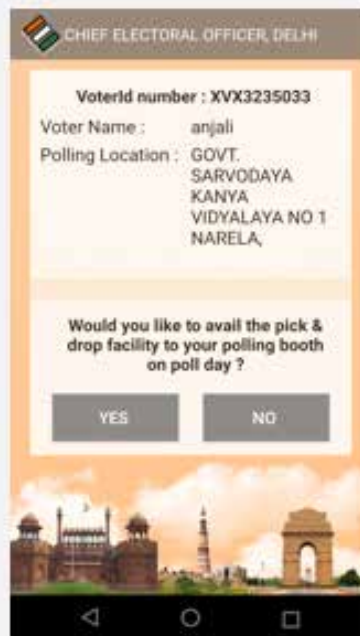 CHIEF ELECTORAL OFFICER, DELHI
VoterId number : XVX3235033
Voter Name : anjali
Polling Location : GOVT.
SARVODAYA
KANYA
VIDYALAYA NO 1
NARELA,
Would you like to avail the pick &
drop facility to your polling booth
on poll day ?
YES NO